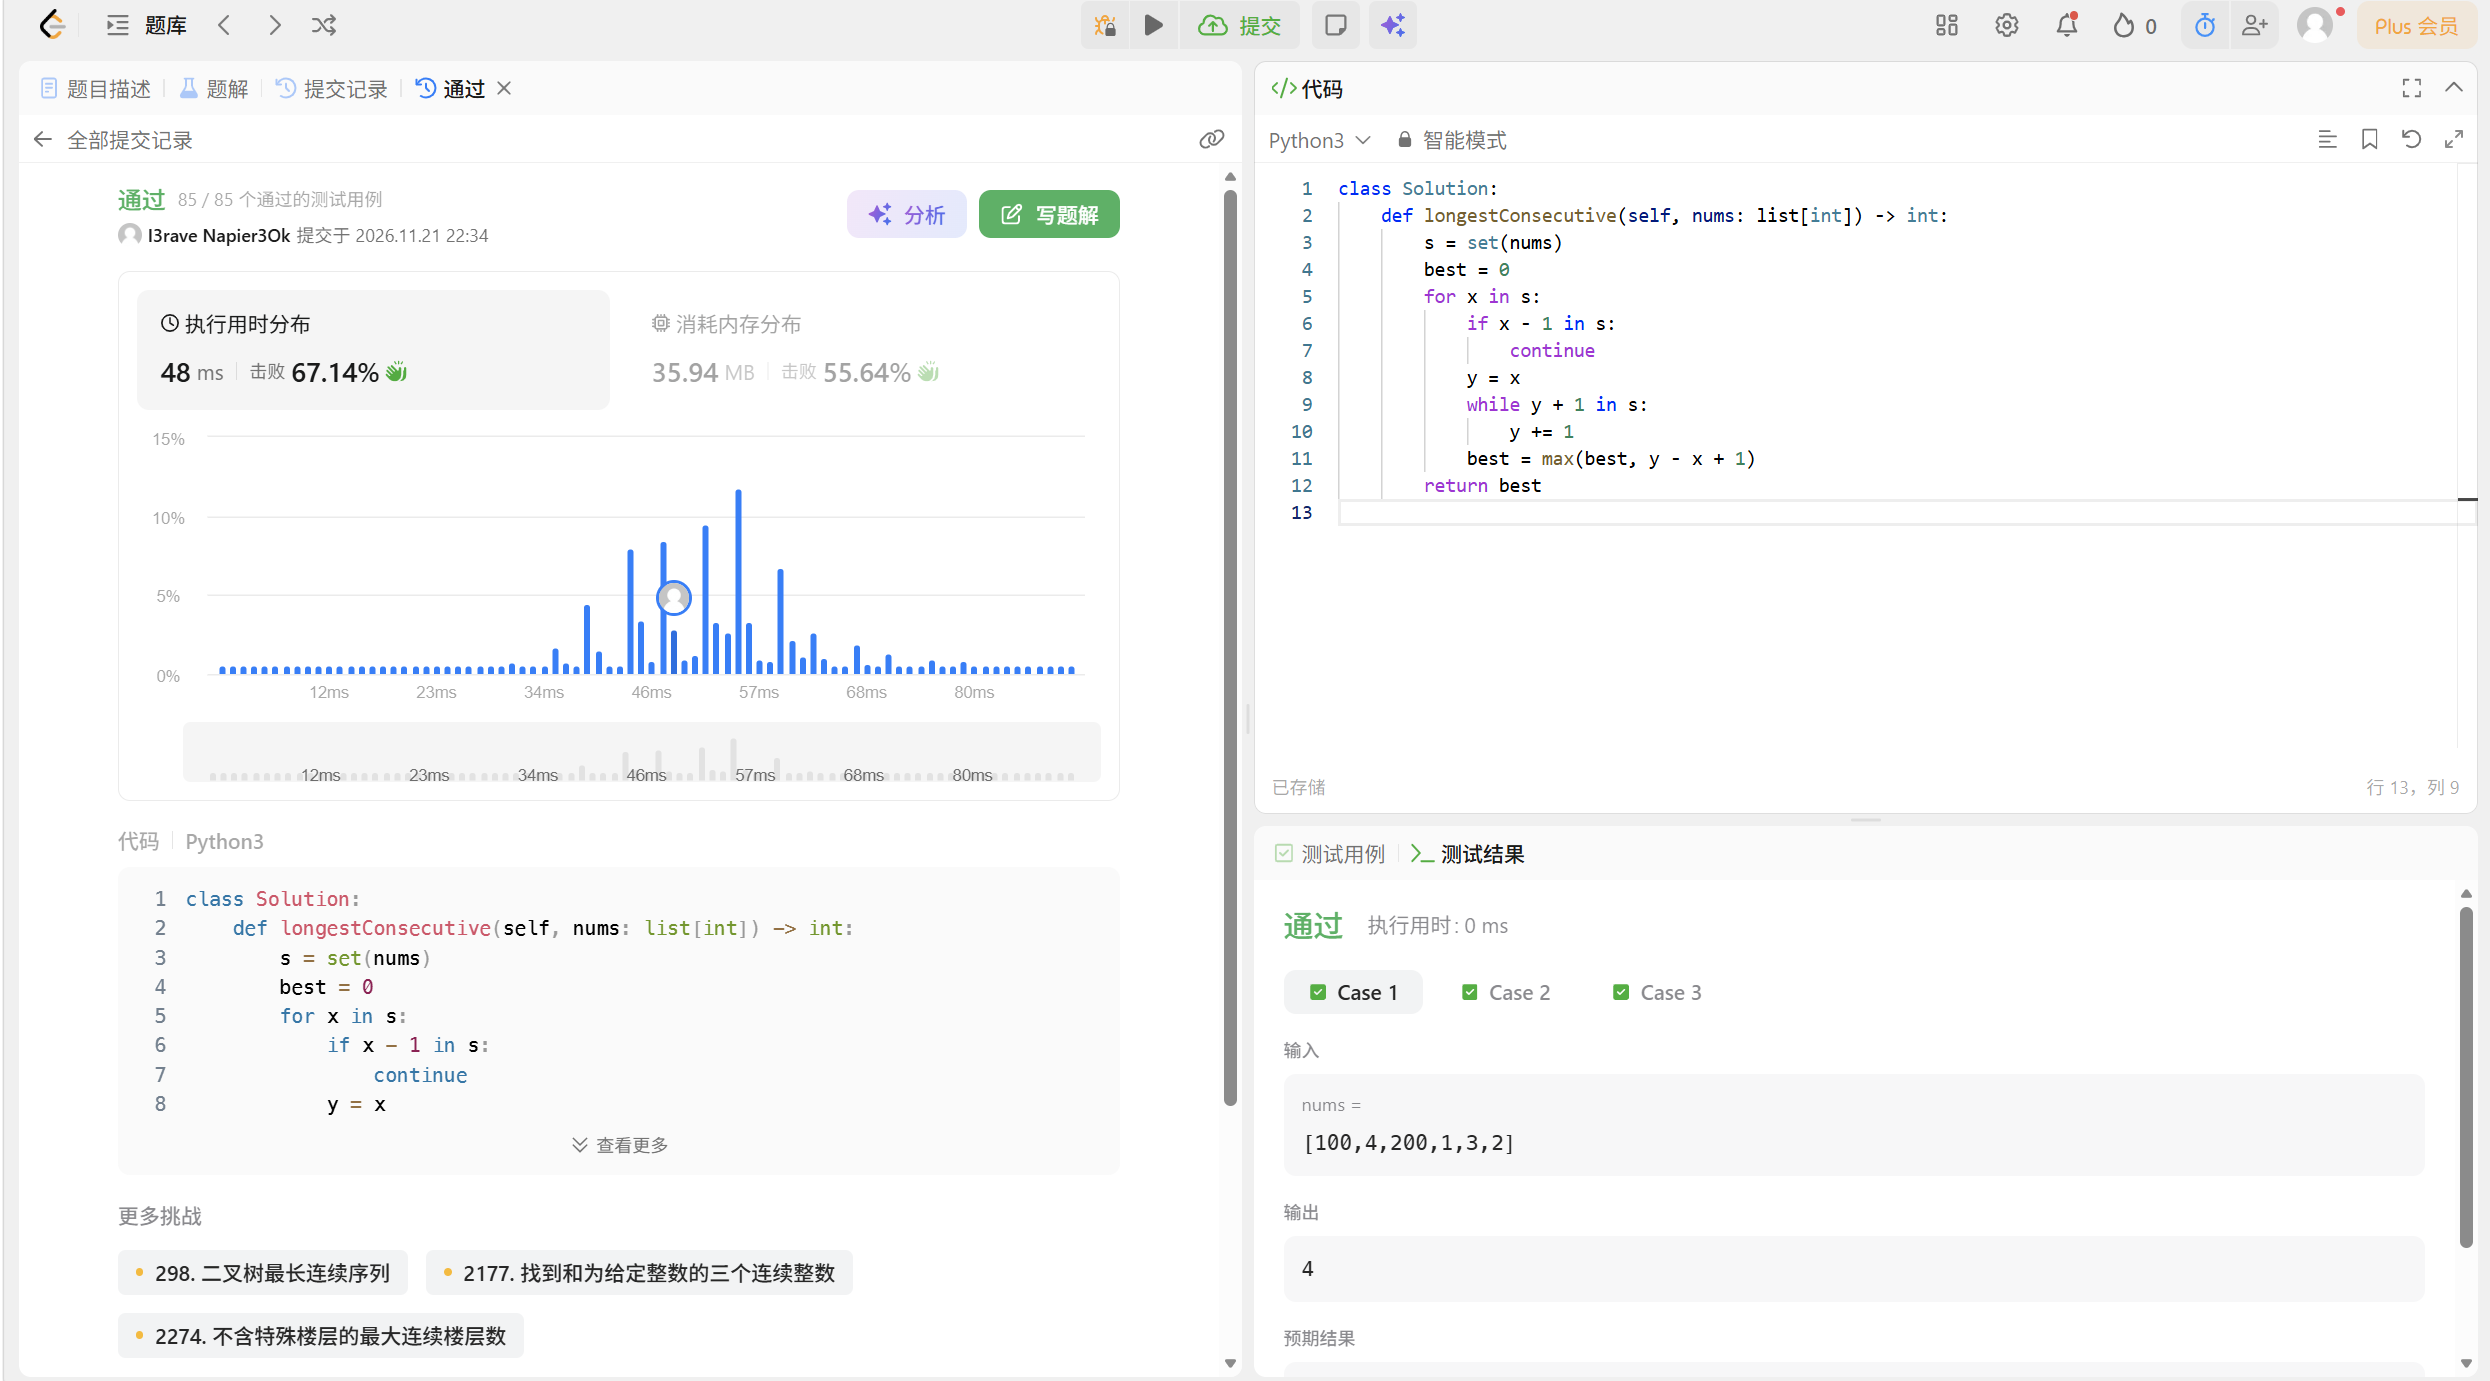 题库
提交
0
Plus 会员
题目描述
题解
提交记录
通过
全部提交记录
通过 85 / 85 个通过的测试用例
l3rave Napier3Ok 提交于 2026.11.21 22:34
分析
写题解
执行用时分布
48 ms 击败 67.14%
消耗内存分布
35.94 MB 击败 55.64%
15%
10%
5%
0%
12ms 23ms 34ms 46ms 57ms 68ms 80ms
12ms 23ms 34ms 46ms 57ms 68ms 80ms
代码 Python3
1 class Solution:
2     def longestConsecutive(self, nums: list[int]) -> int:
3         s = set(nums)
4         best = 0
5         for x in s:
6             if x - 1 in s:
7                 continue
8             y = x
查看更多
更多挑战
298. 二叉树最长连续序列
2177. 找到和为给定整数的三个连续整数
2274. 不含特殊楼层的最大连续楼层数
代码
Python3 智能模式
1 class Solution:
2     def longestConsecutive(self, nums: list[int]) -> int:
3         s = set(nums)
4         best = 0
5         for x in s:
6             if x - 1 in s:
7                 continue
8             y = x
9             while y + 1 in s:
10                 y += 1
11             best = max(best, y - x + 1)
12         return best
13
已存储
行 13，列 9
测试用例
测试结果
通过 执行用时: 0 ms
Case 1
Case 2
Case 3
输入
nums =
[100,4,200,1,3,2]
输出
4
预期结果